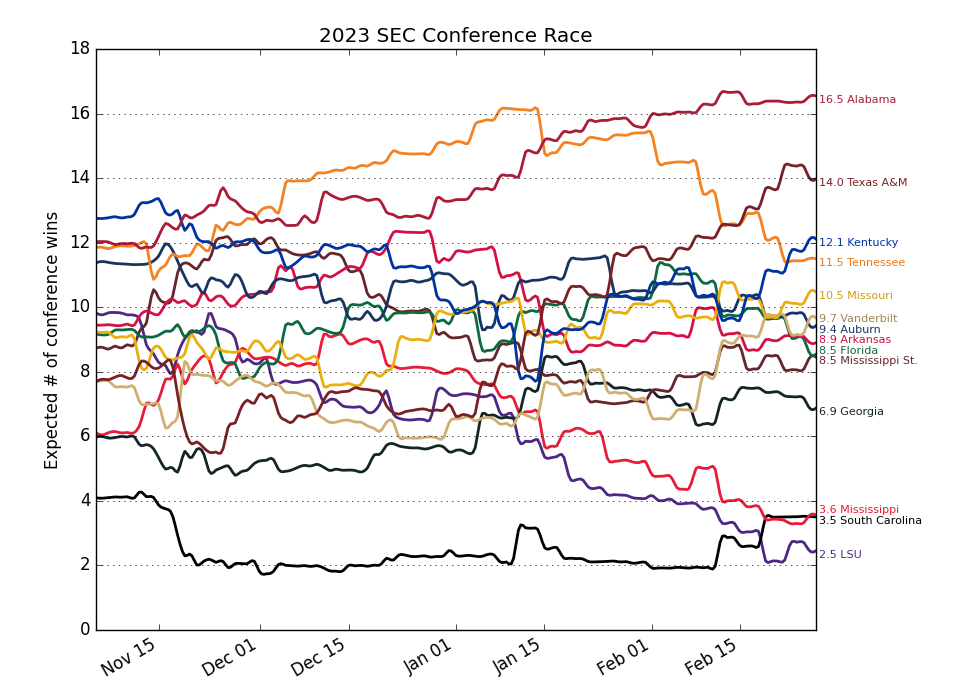 2023 SEC Conference Race
Expected # of conference wins
18
16
14
12
10
8
6
4
2
0
16.5 Alabama
14.0 Texas A&M
12.1 Kentucky
11.5 Tennessee
10.5 Missouri
9.7 Vanderbilt
9.4 Auburn
8.9 Arkansas
8.5 Florida
8.5 Mississippi St.
6.9 Georgia
3.6 Mississippi
3.5 South Carolina
2.5 LSU
Nov 15
Dec 01
Dec 15
Jan 01
Jan 15
Feb 01
Feb 15